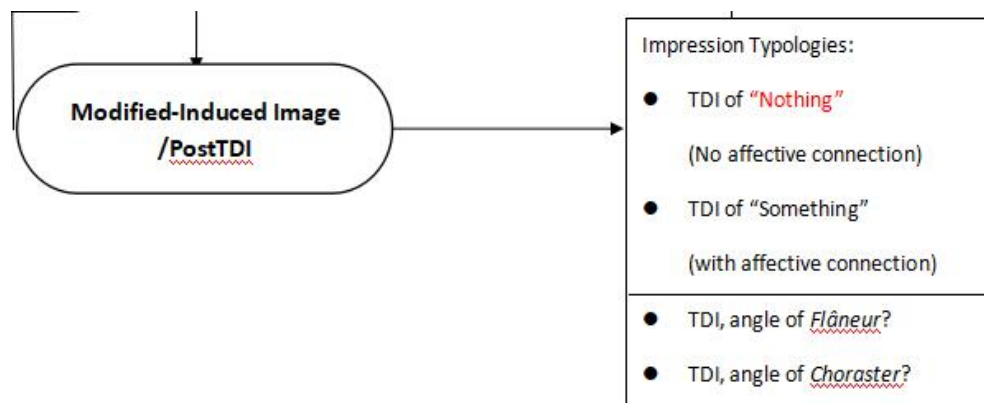 Modified-Induced Image
/PostTDI
Impression Typologies:
● TDI of “Nothing”
(No affective connection)
● TDI of “Something”
(with affective connection)
● TDI, angle of Flâneur?
● TDI, angle of Choraster?